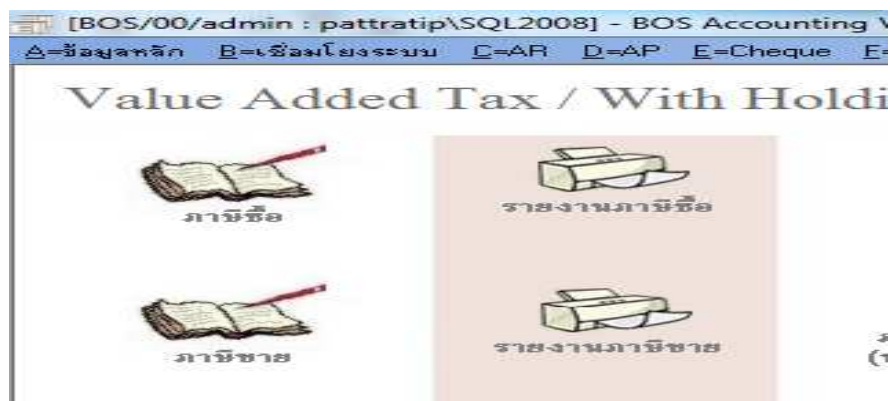 [BOS/00/admin : pattratip\SQL2008] - BOS Accounting
A=ข้อมูลหลัก B=เชื่อมโยงระบบ C=AR D=AP E=Cheque
Value Added Tax / With
ภาษีซื้อ รายงานภาษีซื้อ
ภาษีขาย รายงานภาษีขาย